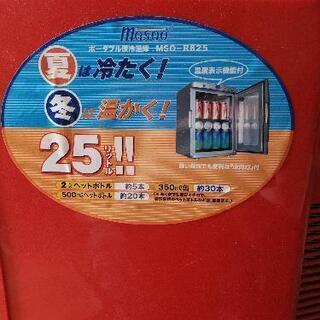 masao
ポータブル保冷温庫 MSO-R825
夏は冷たく!
温度表示機能付
冬は温かく!
25リットル!!
2ℓペットボトル 約5本
350ml缶 約30本
500mlペットボトル 約20本